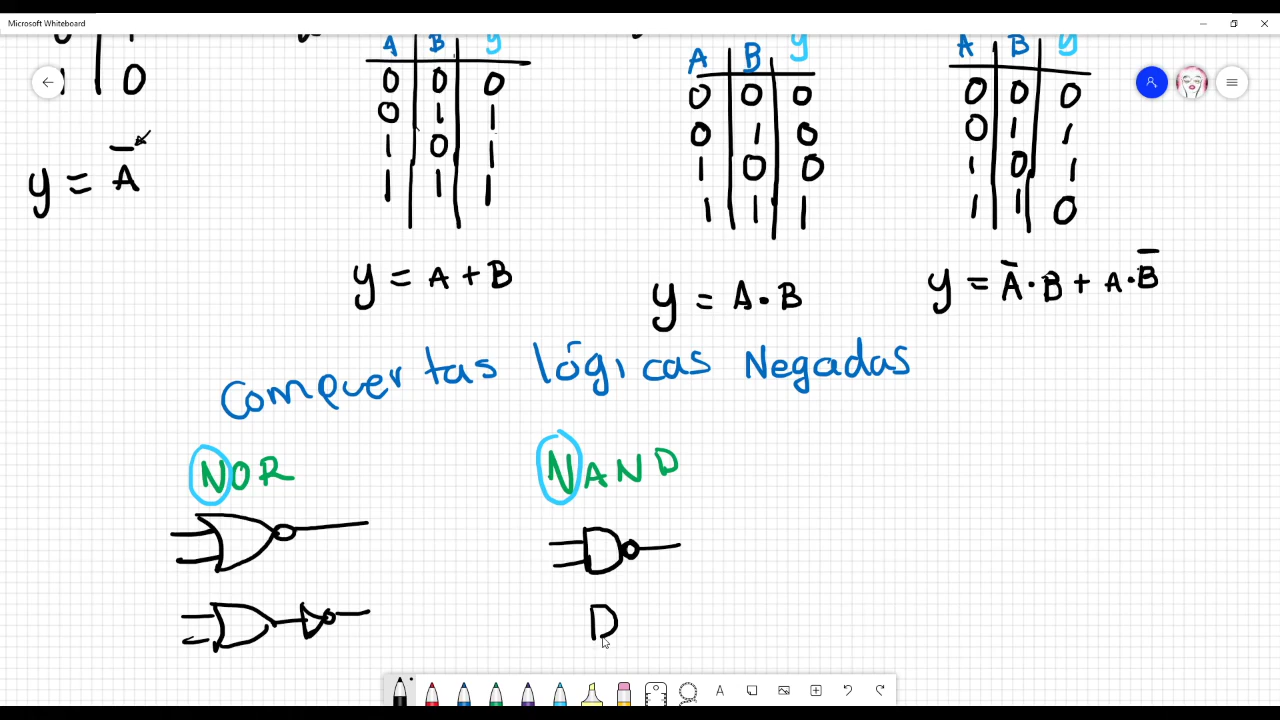 Microsoft Whiteboard
A B y
0 0 0
0 1 1
1 0 1
1 1 1
A B y
0 0 0
0 1 0
1 0 0
1 1 1
A B y
0 0 0
0 1 1
1 0 1
1 1 0
1 0
y = A̅
y = A + B
y = A · B
y = A̅ · B + A · B̅
Compuertas lógicas Negadas
NOR NAND
A